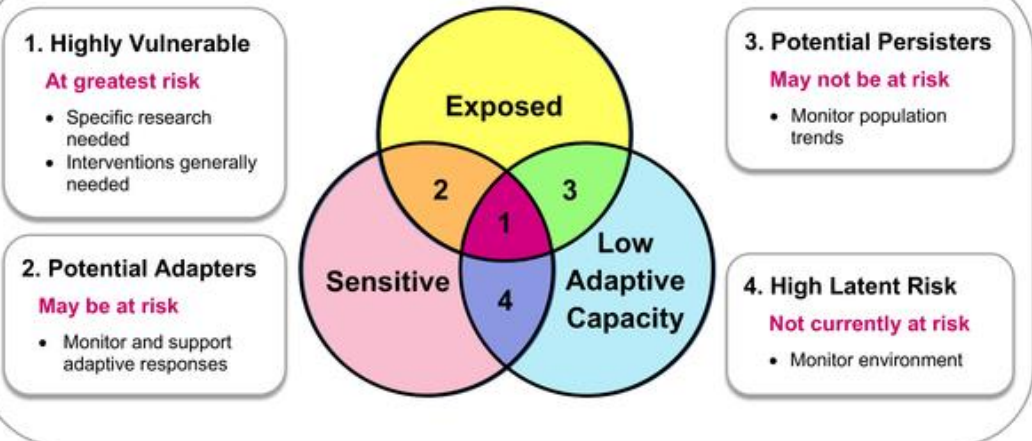 1. Highly Vulnerable
At greatest risk
• Specific research
needed
• Interventions generally
needed
2. Potential Adapters
May be at risk
• Monitor and support
adaptive responses
Exposed
2
3
1
Sensitive
4
Low
Adaptive
Capacity
3. Potential Persisters
May not be at risk
• Monitor population
trends
4. High Latent Risk
Not currently at risk
• Monitor environment